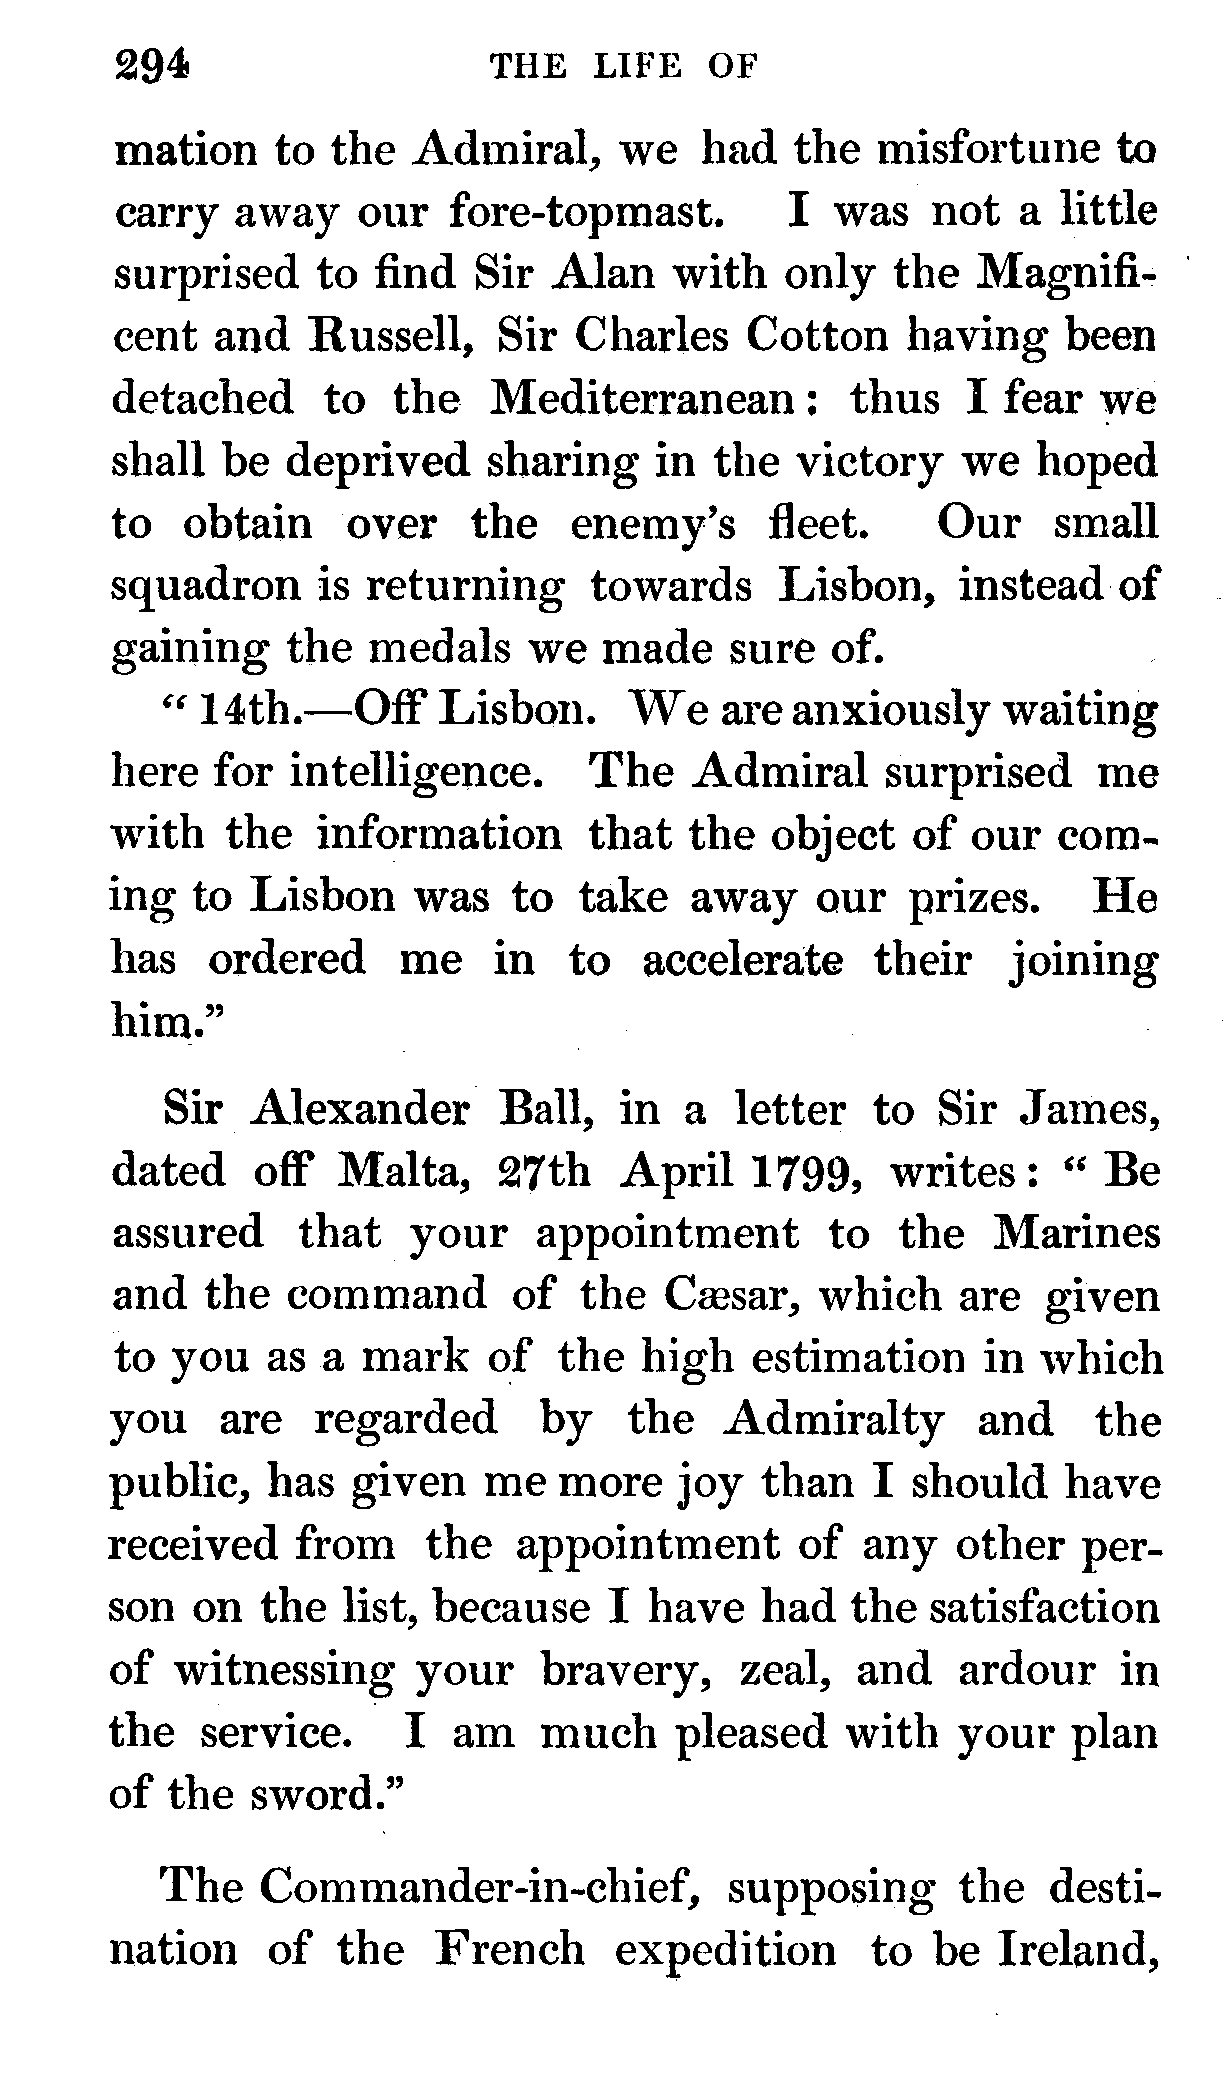 294 THE LIFE OF
mation to the Admiral, we had the misfortune to
carry away our fore-topmast. I was not a little
surprised to find Sir Alan with only the Magnifi-
cent and Russell, Sir Charles Cotton having been
detached to the Mediterranean: thus I fear we
shall be deprived sharing in the victory we hoped
to obtain over the enemy's fleet. Our small
squadron is returning towards Lisbon, instead of
gaining the medals we made sure of.
“ 14th.—Off Lisbon. We are anxiously waiting
here for intelligence. The Admiral surprised me
with the information that the object of our com-
ing to Lisbon was to take away our prizes. He
has ordered me in to accelerate their joining
him.”
Sir Alexander Ball, in a letter to Sir James,
dated off Malta, 27th April 1799, writes: “ Be
assured that your appointment to the Marines
and the command of the Cæsar, which are given
to you as a mark of the high estimation in which
you are regarded by the Admiralty and the
public, has given me more joy than I should have
received from the appointment of any other per-
son on the list, because I have had the satisfaction
of witnessing your bravery, zeal, and ardour in
the service. I am much pleased with your plan
of the sword.”
The Commander-in-chief, supposing the desti-
nation of the French expedition to be Ireland,